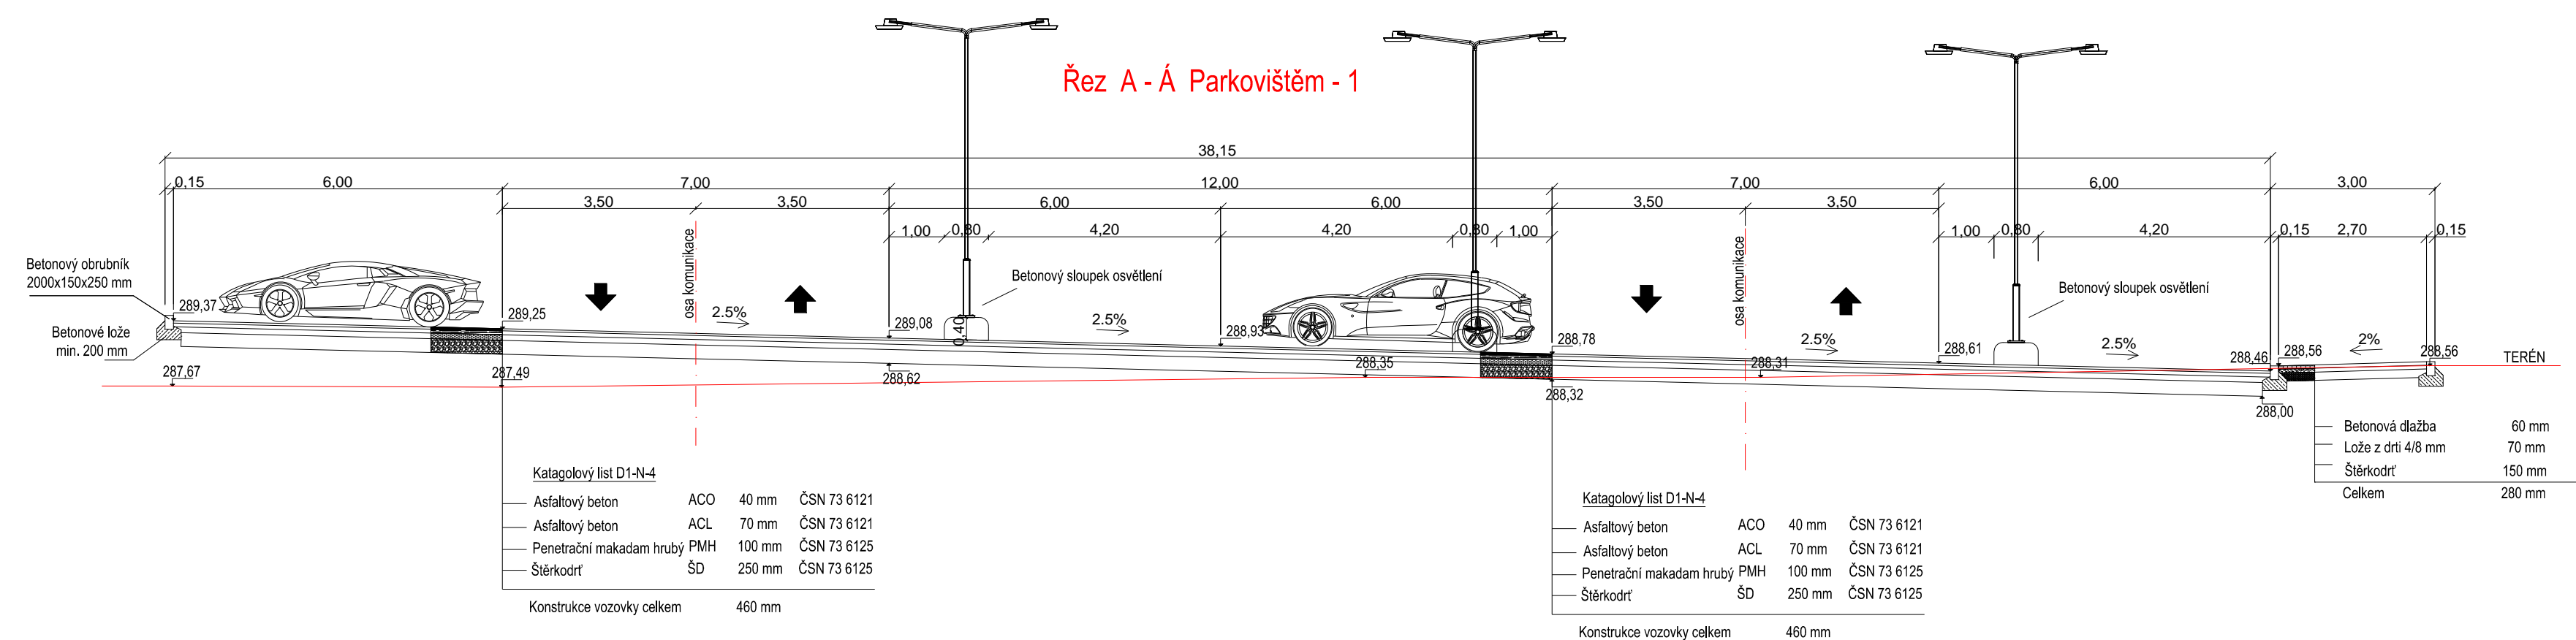 Řez A - Á Parkovištěm - 1
38,15
0,15 6,00 7,00 12,00 7,00 6,00 3,00
3,50 3,50 6,00 6,00 3,50 3,50
1,00 0,80 4,20 4,20 0,80 1,00 1,00 0,80 4,20 0,15 2,70 0,15
Betonový obrubník
2000x150x250 mm
Betonové lože
min. 200 mm
osa komunikace
osa komunikace
Betonový sloupek osvětlení
Betonový sloupek osvětlení
289,37
289,25
2.5%
289,08
0,40
2.5%
288,93
288,78
2.5%
288,61
2.5%
288,46
288,56
2%
288,56
TERÉN
287,67
287,49
288,62
288,35
288,32
288,31
288,00
Katagolový list D1-N-4
Asfaltový beton ACO 40 mm ČSN 73 6121
Asfaltový beton ACL 70 mm ČSN 73 6121
Penetrační makadam hrubý PMH 100 mm ČSN 73 6125
Štěrkodrť ŠD 250 mm ČSN 73 6125
Konstrukce vozovky celkem 460 mm
Katagolový list D1-N-4
Asfaltový beton ACO 40 mm ČSN 73 6121
Asfaltový beton ACL 70 mm ČSN 73 6121
Penetrační makadam hrubý PMH 100 mm ČSN 73 6125
Štěrkodrť ŠD 250 mm ČSN 73 6125
Konstrukce vozovky celkem 460 mm
Betonová dlažba 60 mm
Lože z drti 4/8 mm 70 mm
Štěrkodrť 150 mm
Celkem 280 mm